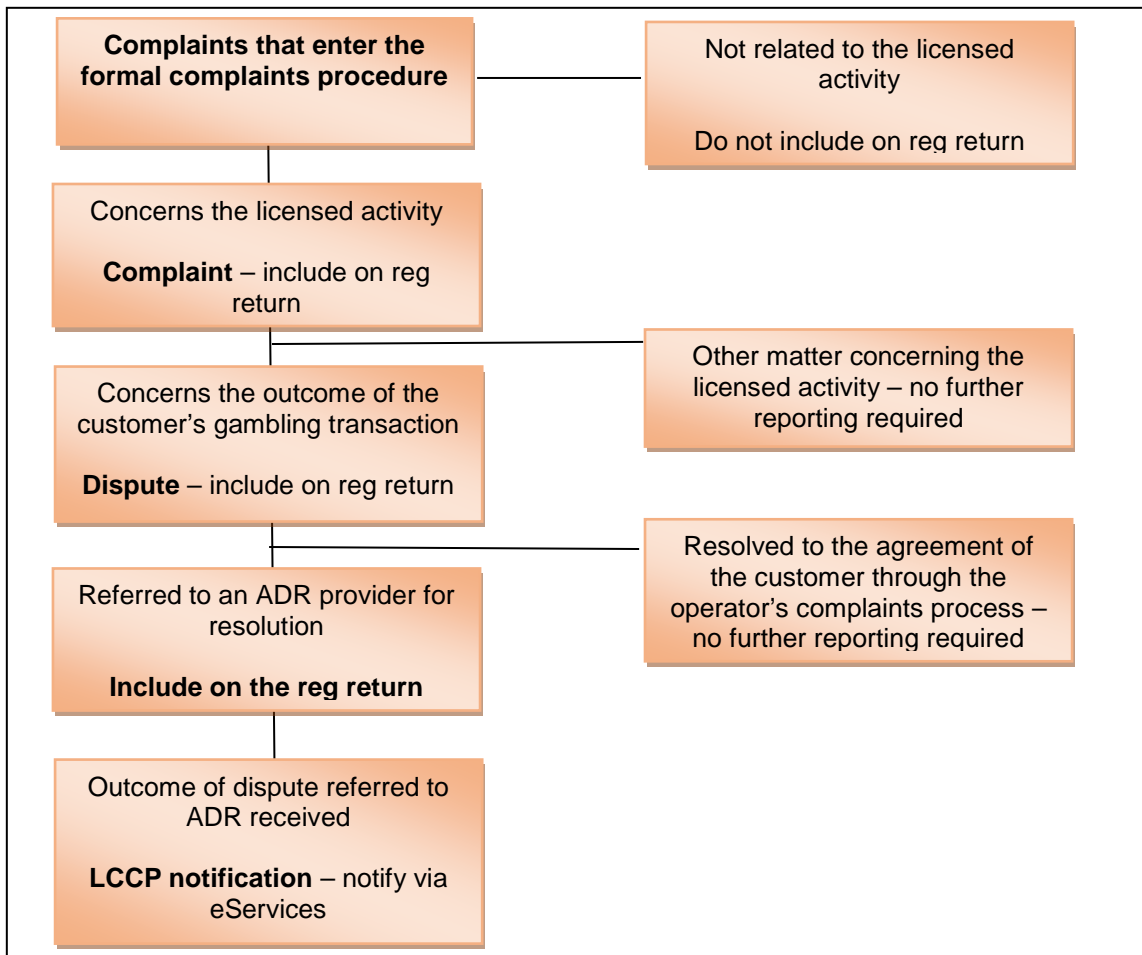 Complaints that enter the
formal complaints procedure
Not related to the licensed
activity
Do not include on reg return
Concerns the licensed activity
Complaint – include on reg
return
Other matter concerning the
licensed activity – no further
reporting required
Concerns the outcome of the
customer’s gambling transaction
Dispute – include on reg return
Resolved to the agreement of
the customer through the
operator’s complaints process –
no further reporting required
Referred to an ADR provider for
resolution
Include on the reg return
Outcome of dispute referred to
ADR received
LCCP notification – notify via
eServices